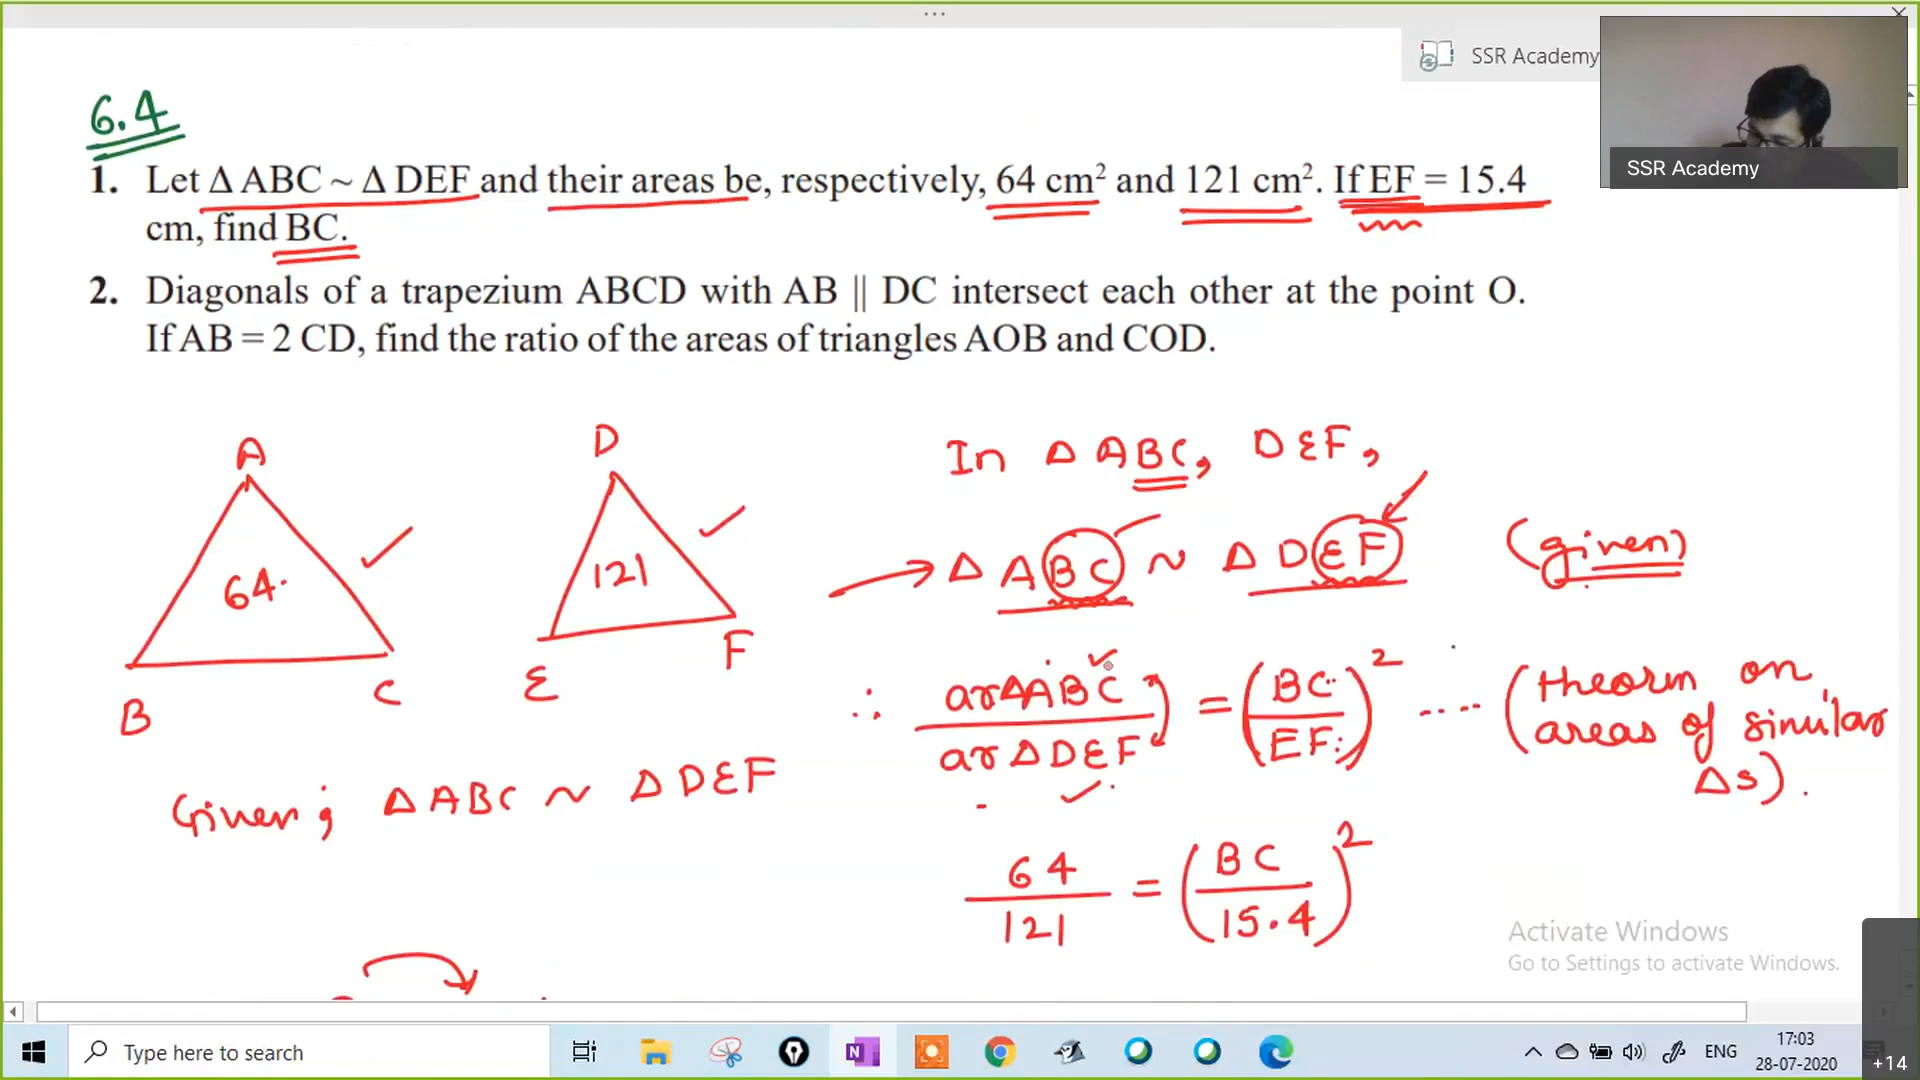 SSR Academy
SSR Academy
6.4
1. Let Δ ABC ~ Δ DEF and their areas be, respectively, 64 cm² and 121 cm². If EF = 15.4
cm, find BC.
2. Diagonals of a trapezium ABCD with AB || DC intersect each other at the point O.
If AB = 2 CD, find the ratio of the areas of triangles AOB and COD.
A
64
B
C
D
121
E
F
Given; Δ ABC ~ Δ DEF
In Δ ABC, DEF,
Δ ABC ~ Δ DEF (given)
∴ arΔABC / arΔDEF = (BC/EF)² .... (theorm on
areas of similar
Δs).
64/121 = (BC/15.4)²
Activate Windows
Go to Settings to activate Windows.
Type here to search
ENG
17:03
28-07-2020
+14